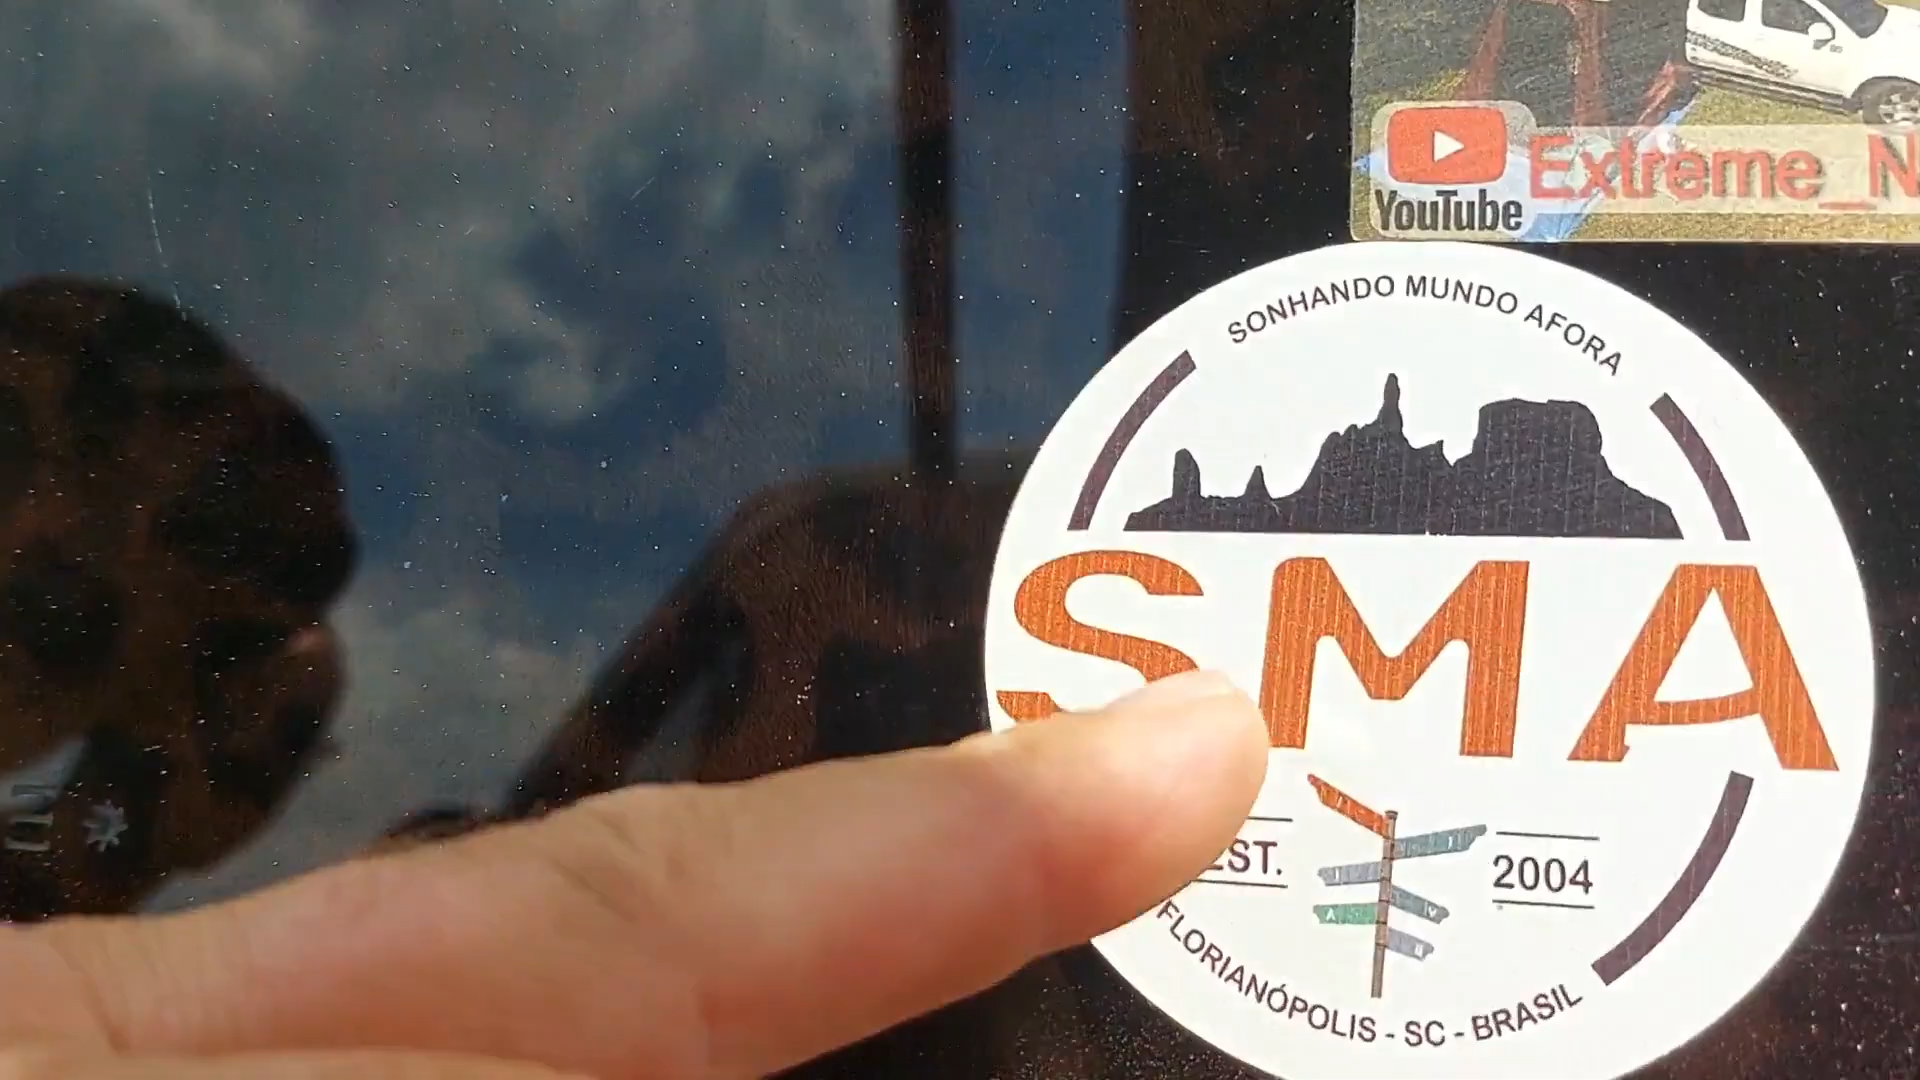 YouTube
Extreme_N
SONHANDO MUNDO AFORA
SMA
EST.
2004
FLORIANÓPOLIS - SC - BRASIL